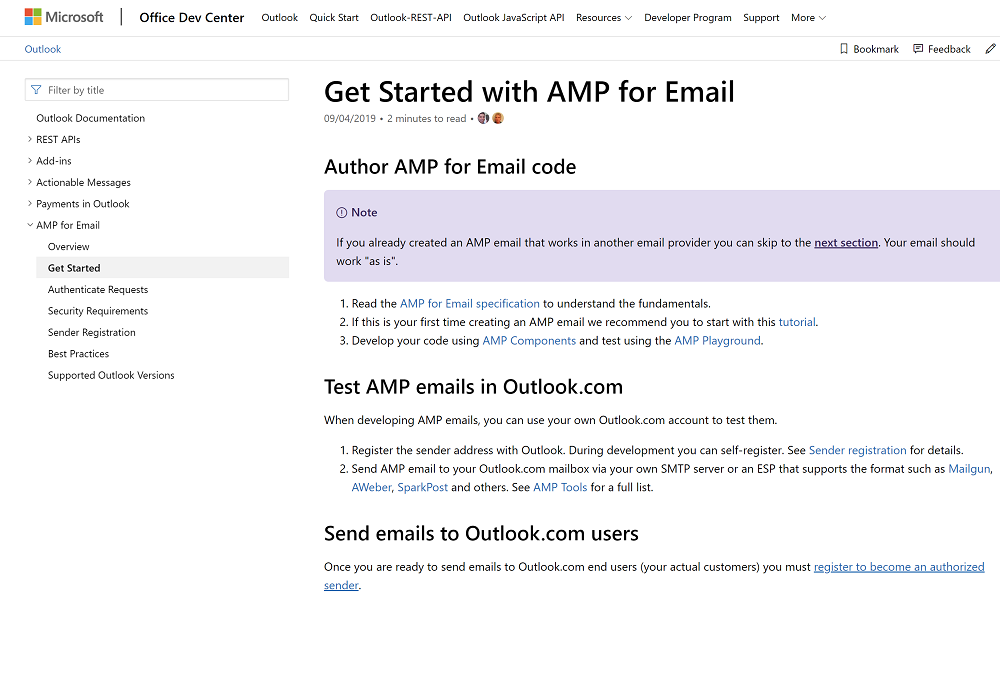 Microsoft Office Dev Center Outlook Quick Start Outlook-REST-API Outlook JavaScript API Resources Developer Program Support More
Outlook Bookmark Feedback
Filter by title
Outlook Documentation
REST APIs
Add-ins
Actionable Messages
Payments in Outlook
AMP for Email
Overview
Get Started
Authenticate Requests
Security Requirements
Sender Registration
Best Practices
Supported Outlook Versions
Get Started with AMP for Email
09/04/2019 • 2 minutes to read •
Author AMP for Email code
Note
If you already created an AMP email that works in another email provider you can skip to the next section. Your email should
work "as is".
1. Read the AMP for Email specification to understand the fundamentals.
2. If this is your first time creating an AMP email we recommend you to start with this tutorial.
3. Develop your code using AMP Components and test using the AMP Playground.
Test AMP emails in Outlook.com
When developing AMP emails, you can use your own Outlook.com account to test them.
1. Register the sender address with Outlook. During development you can self-register. See Sender registration for details.
2. Send AMP email to your Outlook.com mailbox via your own SMTP server or an ESP that supports the format such as Mailgun,
AWeber, SparkPost and others. See AMP Tools for a full list.
Send emails to Outlook.com users
Once you are ready to send emails to Outlook.com end users (your actual customers) you must register to become an authorized
sender.